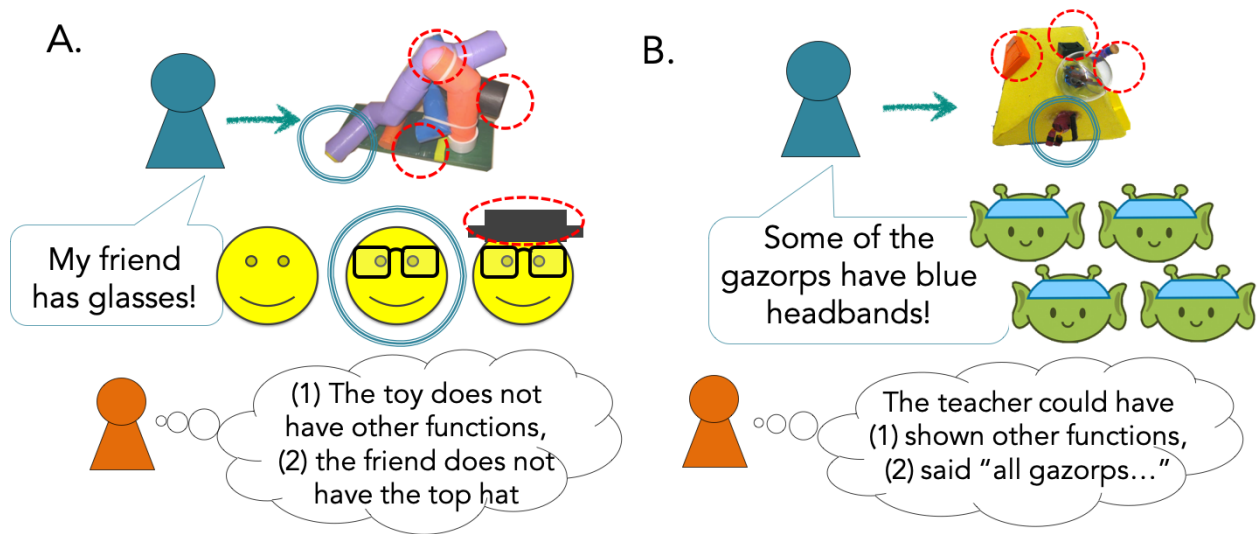 A.
My friend
has glasses!
(1) The toy does not
have other functions,
(2) the friend does not
have the top hat
B.
Some of the
gazorps have blue
headbands!
The teacher could have
(1) shown other functions,
(2) said “all gazorps...”